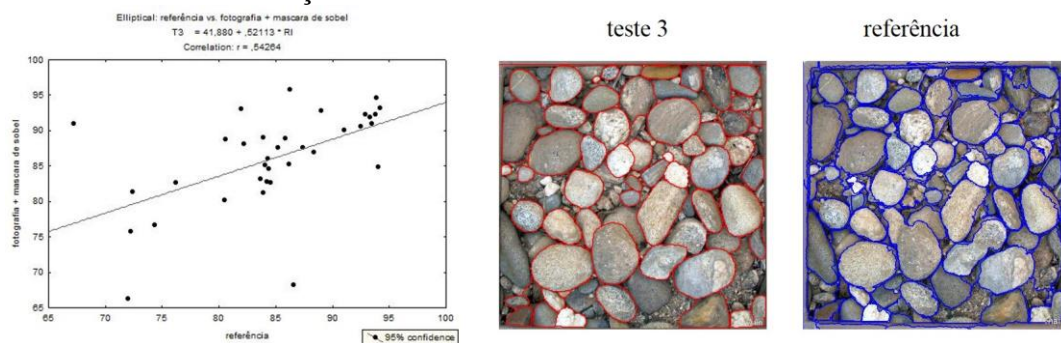 Elliptical: referência vs. fotografia + mascara de sobel
T3 = 41,880 + ,52113 * RI
Correlation: r = ,54264
100
95
90
85
80
75
70
65
fotografia + mascara de sobel
65 70 75 80 85 90 95 100
referência
95% confidence
teste 3
referência